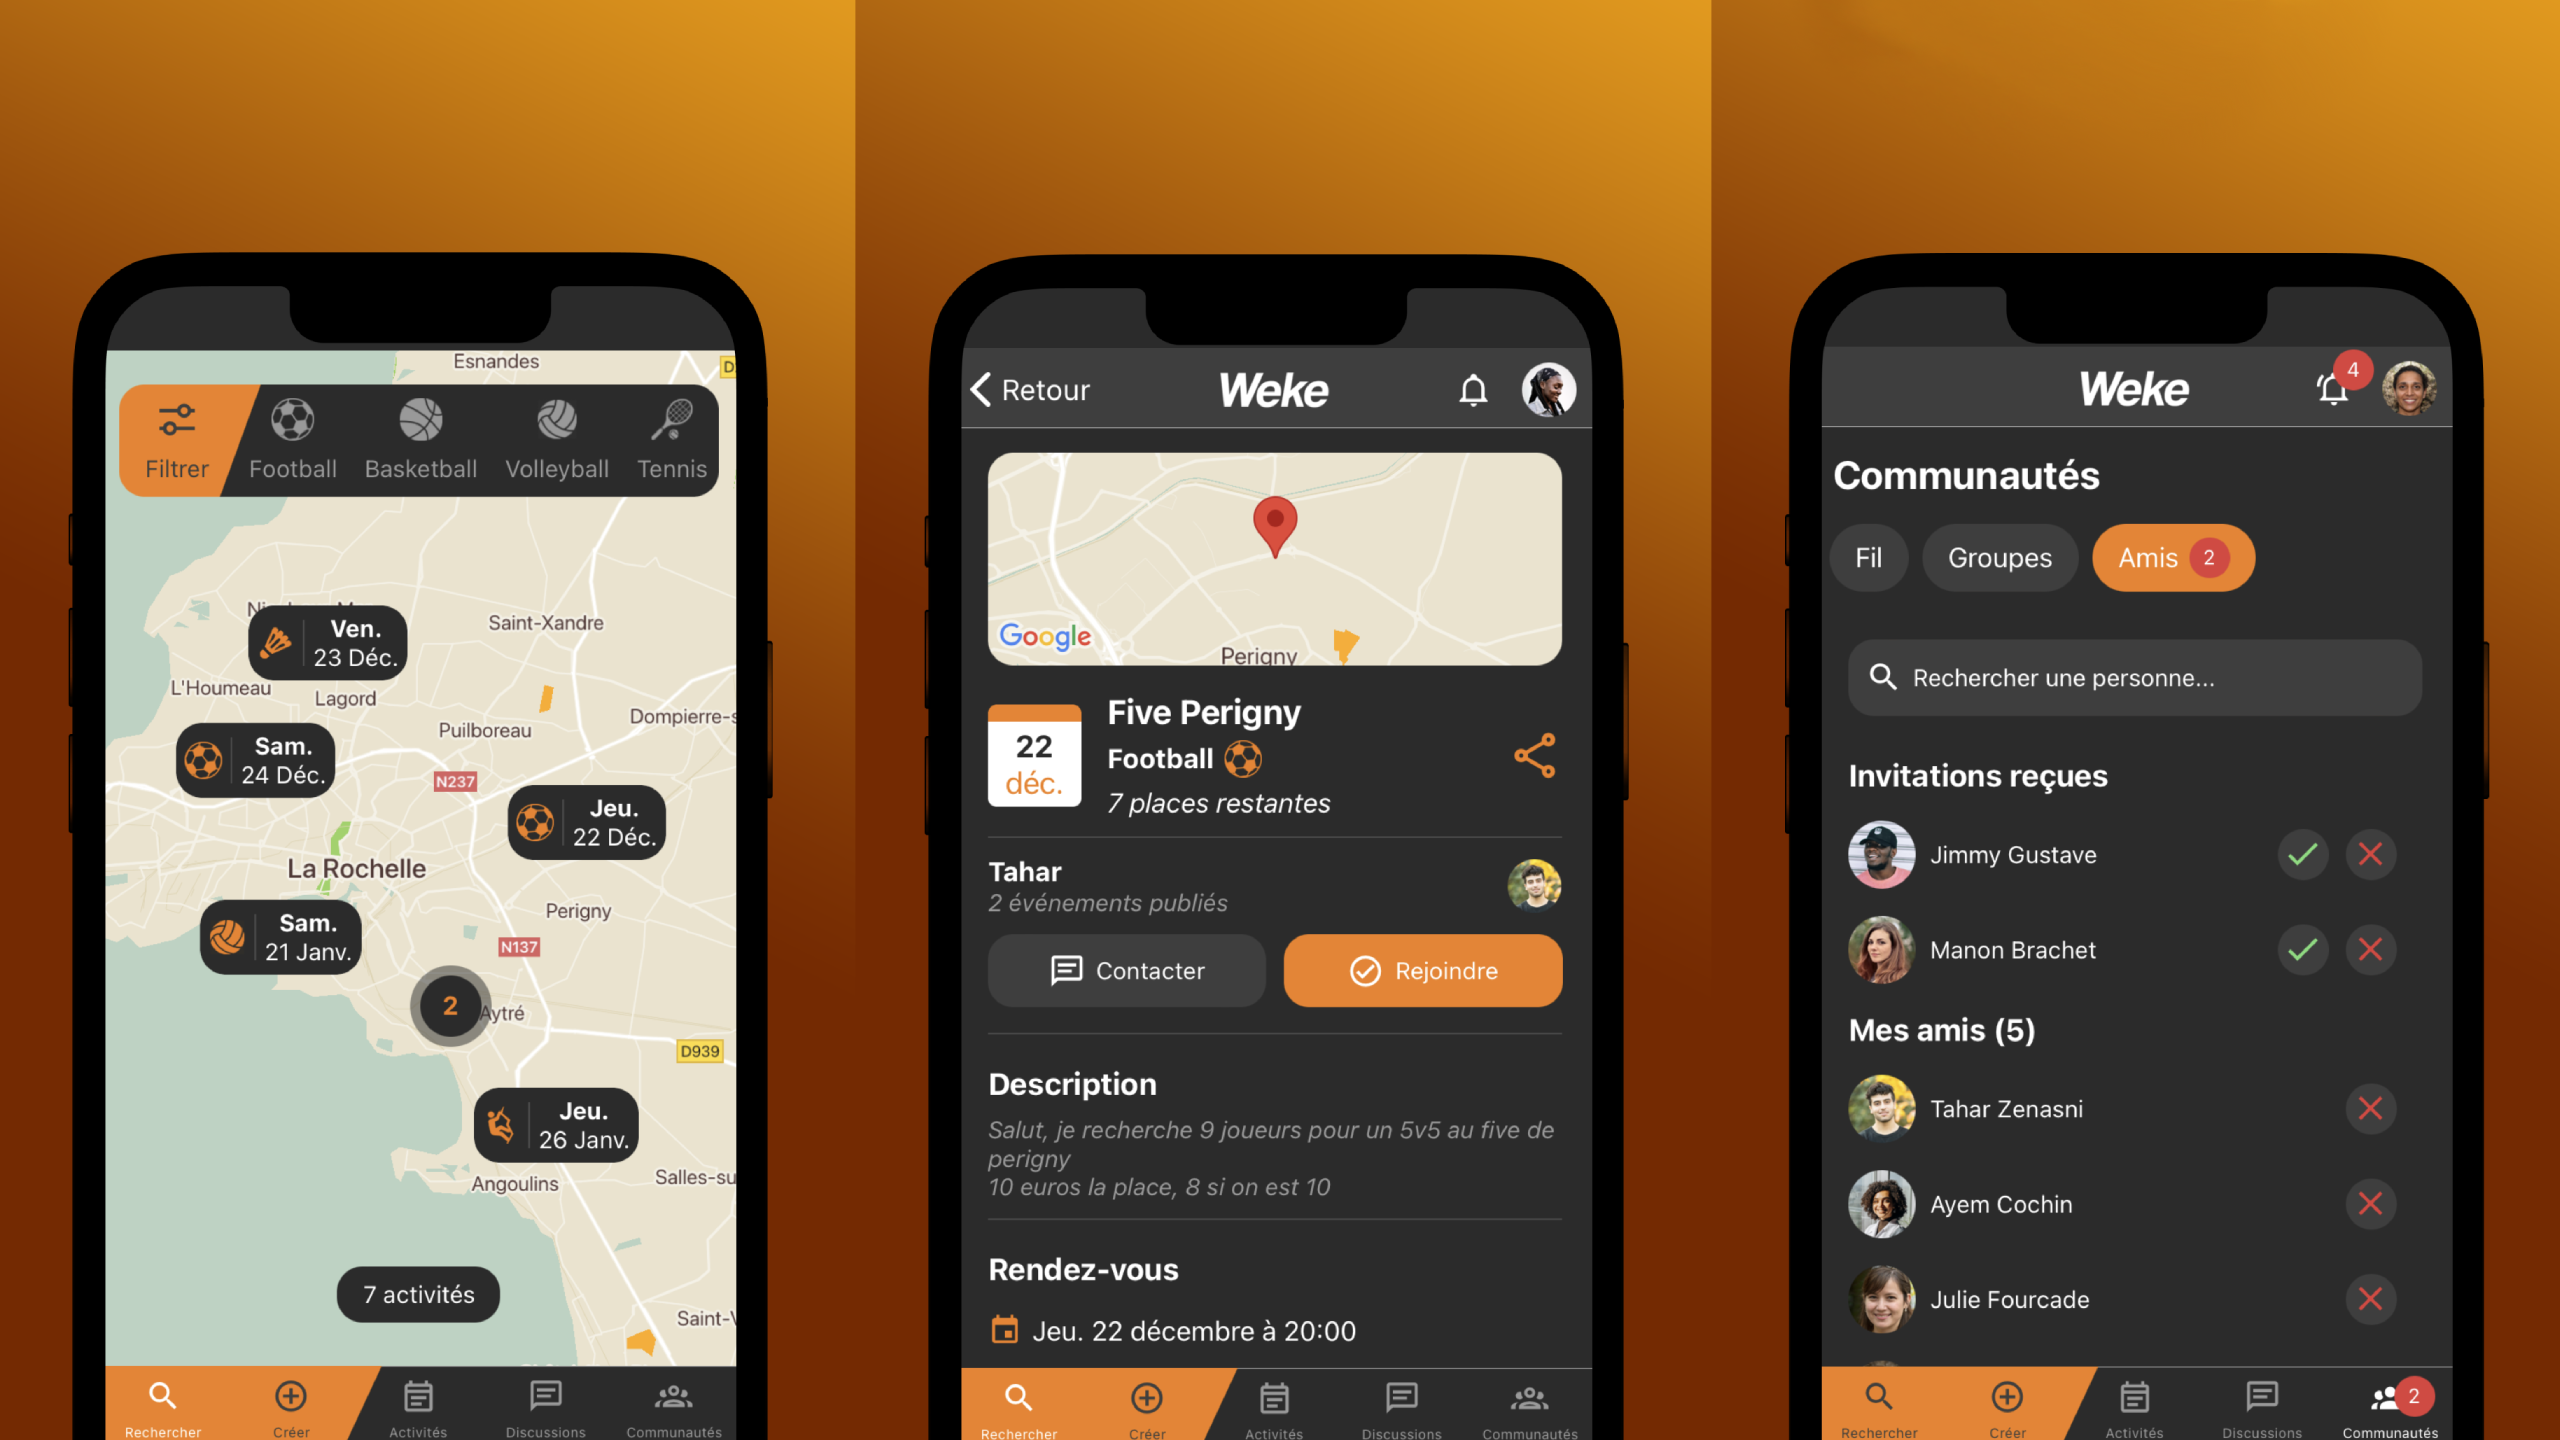 Esnandes
D
Filtrer
Football
Basketball
Volleyball
Tennis
Ven.
23 Déc.
Saint-Xandre
L'Houmeau
Lagord
Dompierre-s
Puilboreau
Sam.
24 Déc.
N237
Jeu.
22 Déc.
La Rochelle
Perigny
Sam.
21 Janv.
N137
2
Aytré
D939
Jeu.
26 Janv.
Salles-su
Angoulins
7 activités
Saint-V
Rechercher
Créer
Activités
Discussions
Communautés
Retour
Weke
Google
Perigny
22
déc.
Five Perigny
Football
7 places restantes
Tahar
2 événements publiés
Contacter
Rejoindre
Description
Salut, je recherche 9 joueurs pour un 5v5 au five de
perigny
10 euros la place, 8 si on est 10
Rendez-vous
Jeu. 22 décembre à 20:00
Rechercher
Créer
Activités
Discussions
Communautés
Weke
4
Communautés
Fil
Groupes
Amis 2
Rechercher une personne...
Invitations reçues
Jimmy Gustave
Manon Brachet
Mes amis (5)
Tahar Zenasni
Ayem Cochin
Julie Fourcade
Rechercher
Créer
Activités
Discussions
2
Communautés